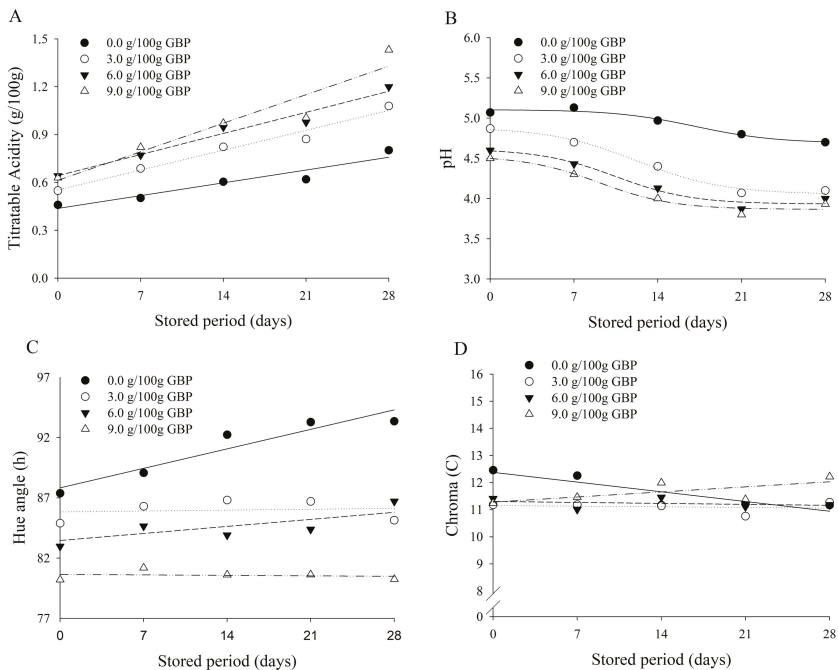 A
1.5
1.2
0.9
0.6
0.3
0.0
Titratable Acidity (g/100g)
0.0 g/100g GBP
3.0 g/100g GBP
6.0 g/100g GBP
9.0 g/100g GBP
0 7 14 21 28
Stored period (days)
B
6.0
5.5
5.0
4.5
4.0
3.5
3.0
pH
0.0 g/100g GBP
3.0 g/100g GBP
6.0 g/100g GBP
9.0 g/100g GBP
0 7 14 21 28
Stored period (days)
C
97
92
87
82
77
Hue angle (h)
0.0 g/100g GBP
3.0 g/100g GBP
6.0 g/100g GBP
9.0 g/100g GBP
0 7 14 21 28
Stored period (days)
D
16
15
14
13
12
11
10
9
8
0
Chroma (C)
0.0 g/100g GBP
3.0 g/100g GBP
6.0 g/100g GBP
9.0 g/100g GBP
0 7 14 21 28
Stored period (days)